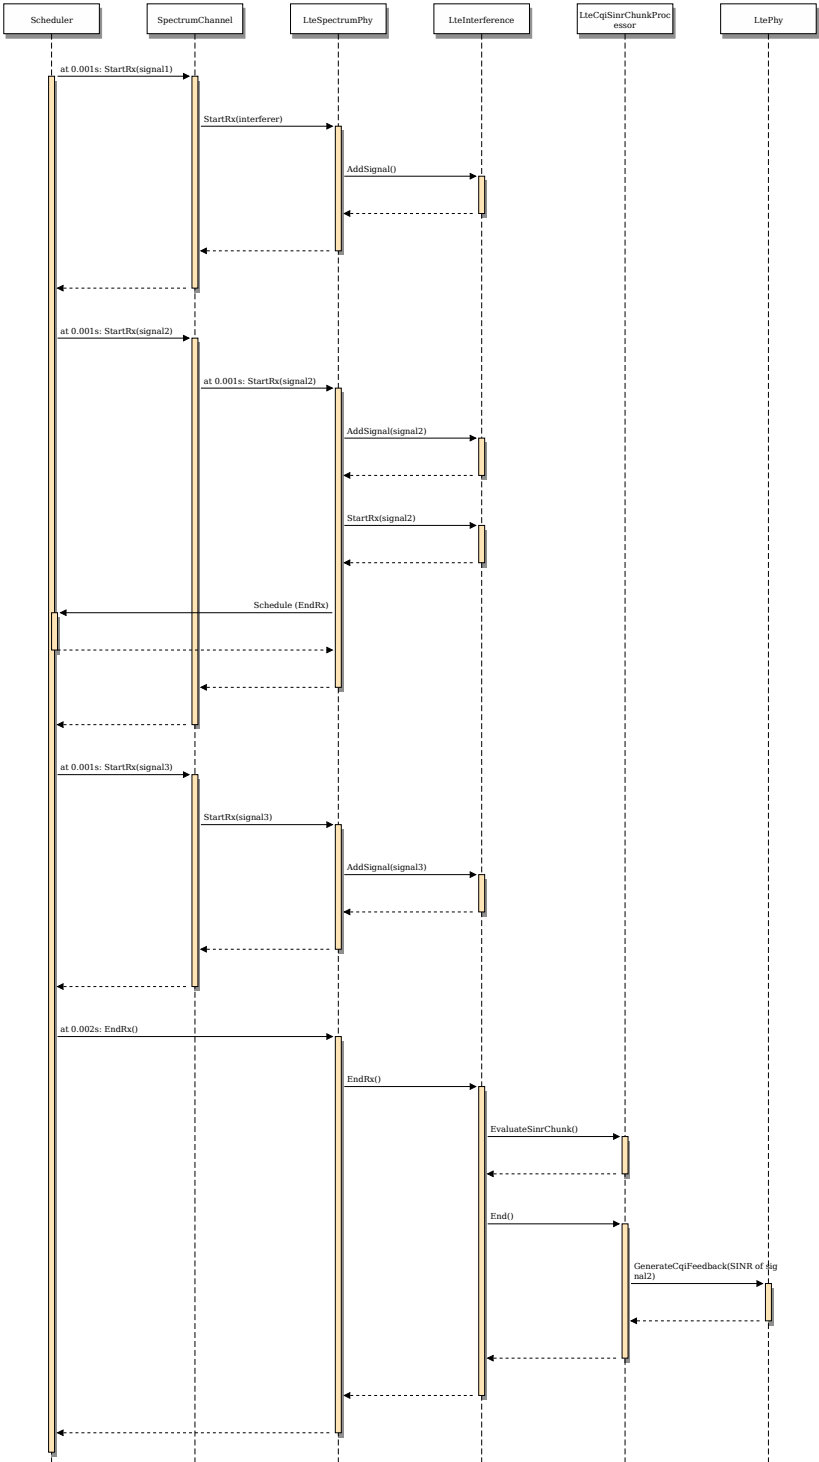 Scheduler
SpectrumChannel
LteSpectrumPhy
LteInterference
LteCqiSinrChunkProc
essor
LtePhy
at 0.001s: StartRx(signal1)
StartRx(interferer)
AddSignal()
at 0.001s: StartRx(signal2)
at 0.001s: StartRx(signal2)
AddSignal(signal2)
StartRx(signal2)
Schedule (EndRx)
at 0.001s: StartRx(signal3)
StartRx(signal3)
AddSignal(signal3)
at 0.002s: EndRx()
EndRx()
EvaluateSinrChunk()
End()
GenerateCqiFeedback(SINR of sig
nal2)